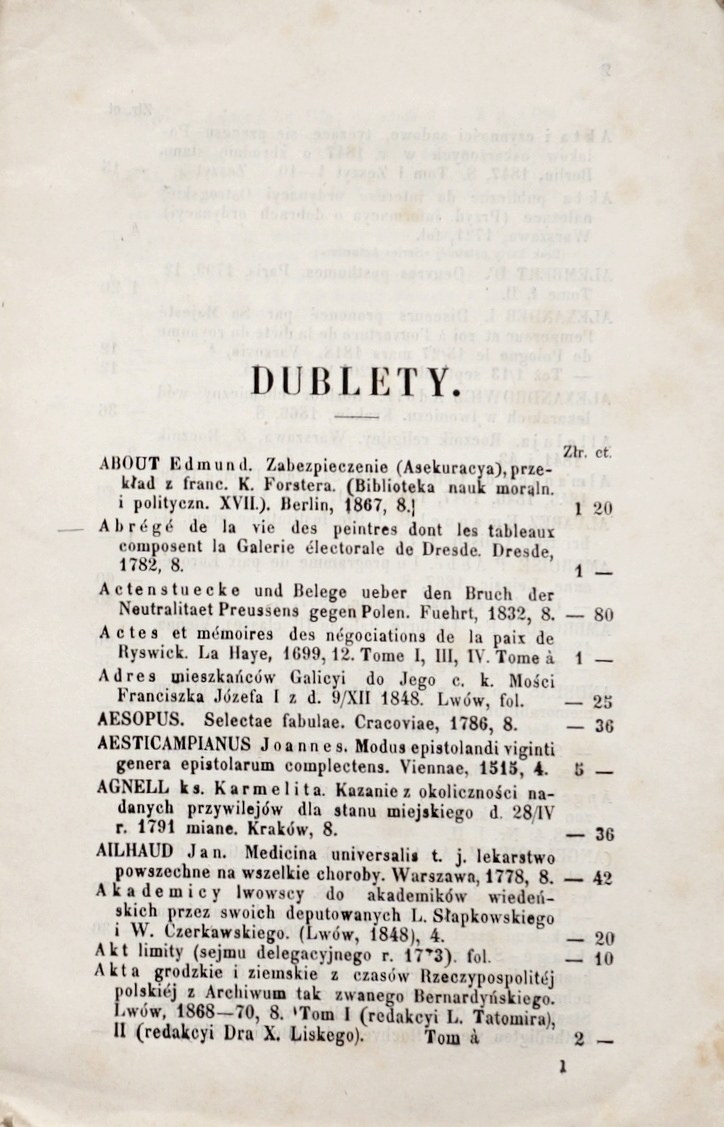 DUBLETY.
Złr. ct.
ABOUT Edmund. Zabezpieczenie (Asekuracya), prze-
kład z franc. K. Forstera. (Biblioteka nauk moraln.
i polityczn. XVII.). Berlin, 1867, 8. 1 20
Abrégé de la vie des peintres dont les tableaux
composent la Galerie électorale de Dresde. Dresde,
1782, 8. 1 —
Actenstuecke und Belege ueber den Bruch der
Neutralitaet Preussens gegen Polen. Fuehrt, 1832, 8. — 80
Actes et mémoires des négociations de la paix de
Ryswick. La Haye, 1699, 12. Tome I, III, IV. Tome à 1 —
Adres mieszkańców Galicyi do Jego c. k. Mości
Franciszka Józefa I z d. 9/XII 1848. Lwów, fol. — 25
AESOPUS. Selectae fabulae. Cracoviae, 1786, 8. — 36
AESTICAMPIANUS Joannes. Modus epistolandi viginti
genera epistolarum complectens. Viennae, 1515, 4. 5 —
AGNELL ks. Karmelita. Kazanie z okoliczności na-
danych przywilejów dla stanu miejskiego d. 28/IV
r. 1791 miane. Kraków, 8. — 36
AILHAUD Jan. Medicina universalis t. j. lekarstwo
powszechne na wszelkie choroby. Warszawa, 1778, 8. — 42
Akademicy lwowscy do akademików wiedeń-
skich przez swoich deputowanych L. Słapkowskiego
i W. Czerkawskiego. (Lwów, 1848), 4. — 20
Akt limity (sejmu delegacyjnego r. 1773). fol. — 10
Akta grodzkie i ziemskie z czasów Rzeczypospolitéj
polskiéj z Archiwum tak zwanego Bernardyńskiego.
Lwów, 1868—70, 8. Tom I (redakcyi L. Tatomira),
II (redakcyi Dra X. Liskego). Tom à 2 —
1